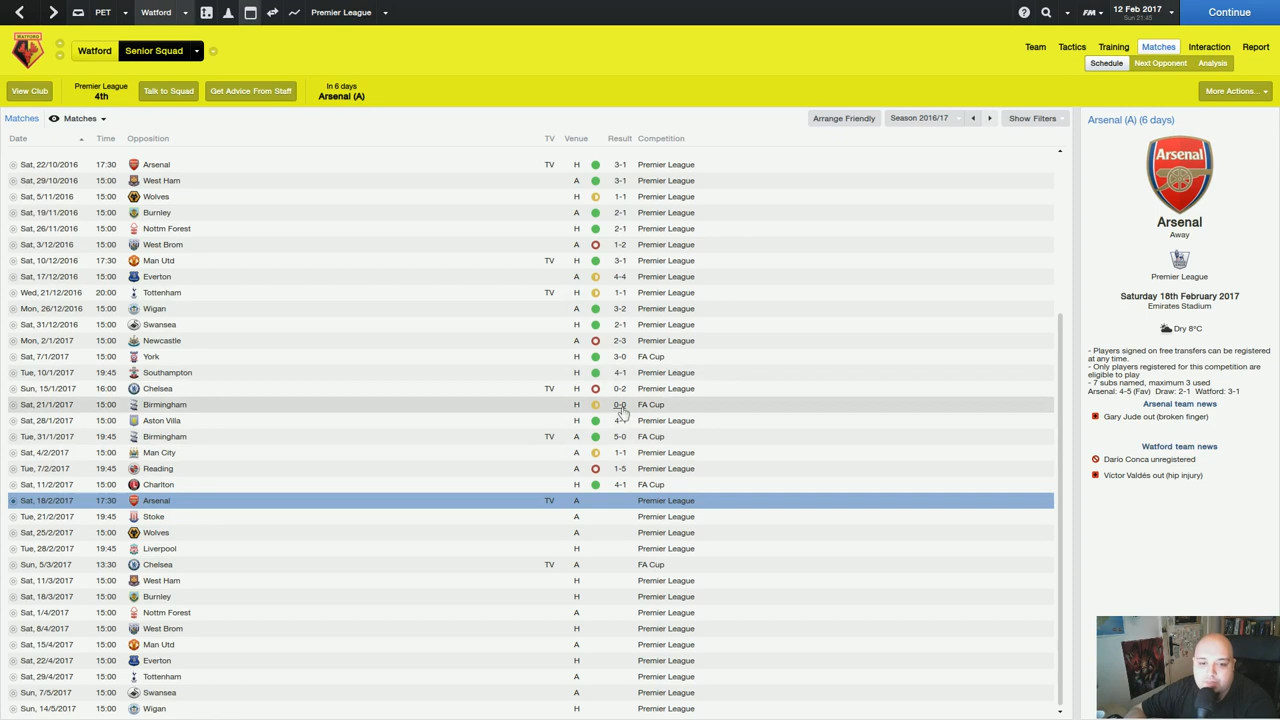 PET Watford Premier League FM 12 Feb 2017 Sun 21:45 Continue
WATFORD
Watford Senior Squad
Team Tactics Training Matches Interaction Report
Schedule Next Opponent Analysis
View Club Premier League 4th Talk to Squad Get Advice From Staff In 6 days Arsenal (A) More Actions...
Matches Matches Arrange Friendly Season 2016/17 Show Filters
Date Time Opposition TV Venue Result Competition
Sat, 22/10/2016 17:30 Arsenal TV H 3-1 Premier League
Sat, 29/10/2016 15:00 West Ham A 3-1 Premier League
Sat, 5/11/2016 15:00 Wolves H 1-1 Premier League
Sat, 19/11/2016 15:00 Burnley A 2-1 Premier League
Sat, 26/11/2016 15:00 Nottm Forest H 2-1 Premier League
Sat, 3/12/2016 15:00 West Brom A 1-2 Premier League
Sat, 10/12/2016 17:30 Man Utd TV H 3-1 Premier League
Sat, 17/12/2016 15:00 Everton A 4-4 Premier League
Wed, 21/12/2016 20:00 Tottenham TV H 1-1 Premier League
Mon, 26/12/2016 15:00 Wigan A 3-2 Premier League
Sat, 31/12/2016 15:00 Swansea H 2-1 Premier League
Mon, 2/1/2017 15:00 Newcastle A 2-3 Premier League
Sat, 7/1/2017 15:00 York H 3-0 FA Cup
Tue, 10/1/2017 19:45 Southampton H 4-1 Premier League
Sun, 15/1/2017 16:00 Chelsea TV H 0-2 Premier League
Sat, 21/1/2017 15:00 Birmingham H 0-0 FA Cup
Sat, 28/1/2017 15:00 Aston Villa H Premier League
Tue, 31/1/2017 19:45 Birmingham TV A 5-0 FA Cup
Sat, 4/2/2017 15:00 Man City A 1-1 Premier League
Tue, 7/2/2017 19:45 Reading A 1-5 Premier League
Sat, 11/2/2017 15:00 Charlton H 4-1 FA Cup
Sat, 18/2/2017 17:30 Arsenal TV A Premier League
Tue, 21/2/2017 19:45 Stoke A Premier League
Sat, 25/2/2017 15:00 Wolves A Premier League
Tue, 28/2/2017 19:45 Liverpool H Premier League
Sun, 5/3/2017 13:30 Chelsea TV A FA Cup
Sat, 11/3/2017 15:00 West Ham H Premier League
Sat, 18/3/2017 15:00 Burnley H Premier League
Sat, 1/4/2017 15:00 Nottm Forest A Premier League
Sat, 8/4/2017 15:00 West Brom H Premier League
Sat, 15/4/2017 15:00 Man Utd A Premier League
Sat, 22/4/2017 15:00 Everton H Premier League
Sat, 29/4/2017 15:00 Tottenham A Premier League
Sun, 7/5/2017 15:00 Swansea A Premier League
Sun, 14/5/2017 15:00 Wigan H Premier League
Arsenal (A) (6 days)
Arsenal
Arsenal
Away
Premier League
Saturday 18th February 2017
Emirates Stadium
Dry 8°C
- Players signed on free transfers can be registered
at any time.
- Only players registered for this competition are
eligible to play
- 7 subs named, maximum 3 used
Arsenal: 4-5 (Fav) Draw: 2-1 Watford: 3-1
Arsenal team news
Gary Jude out (broken finger)
Watford team news
Darío Conca unregistered
Víctor Valdés out (hip injury)